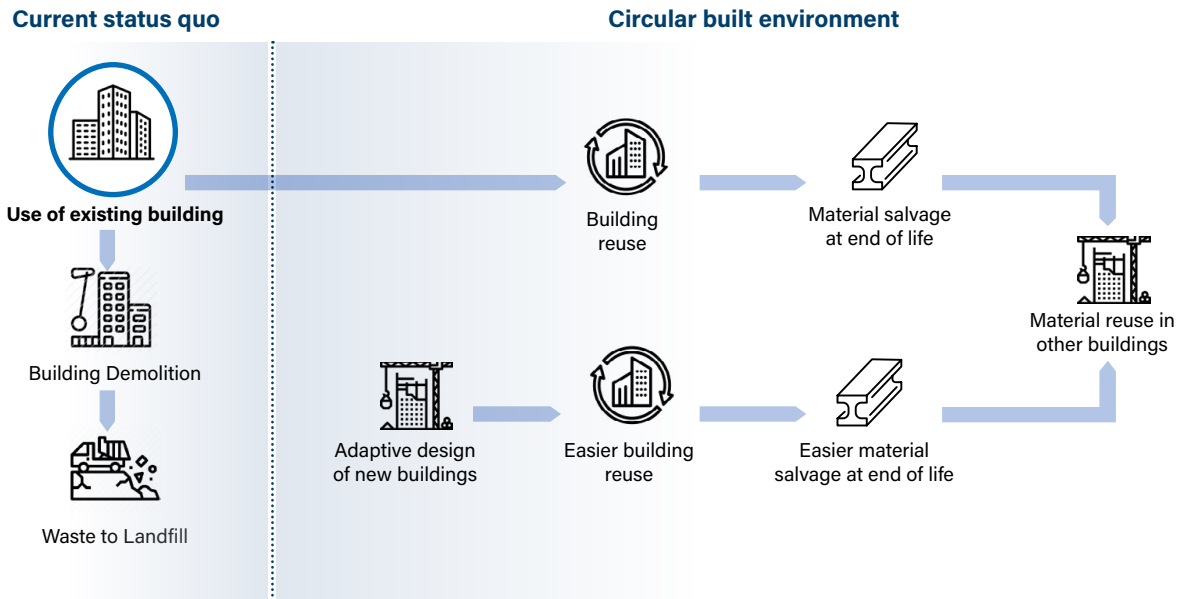 Current status quo
Circular built environment
Use of existing building
Building
reuse
Material salvage
at end of life
Material reuse in
other buildings
Building Demolition
Adaptive design
of new buildings
Easier building
reuse
Easier material
salvage at end of life
Waste to Landfill